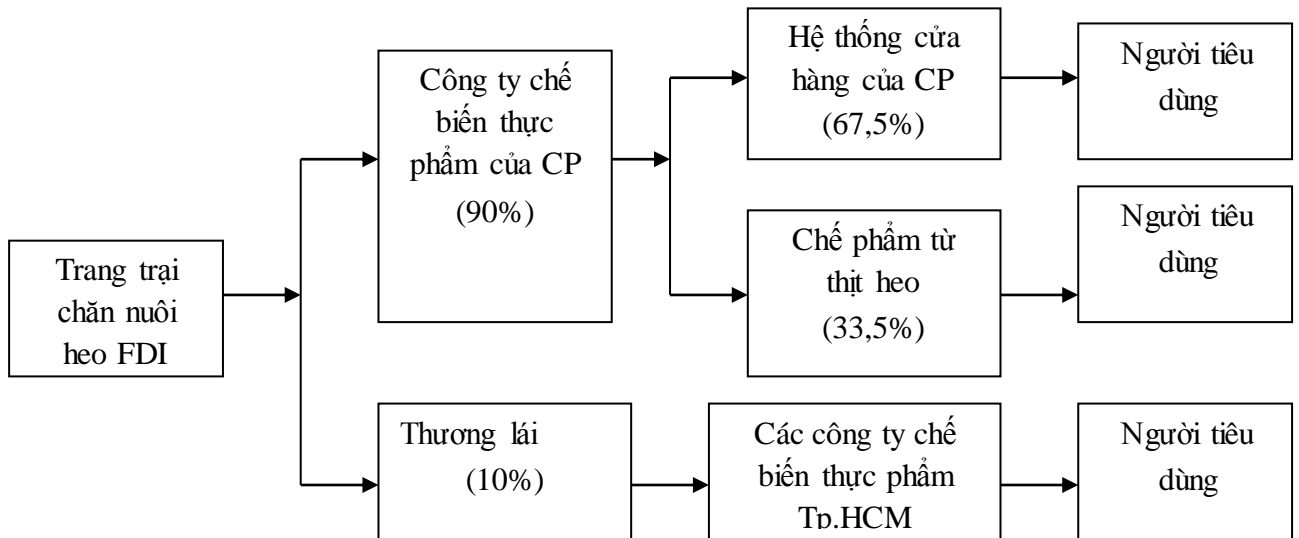 Trang trại
chăn nuôi
heo FDI
Công ty chế
biến thực
phẩm của CP
(90%)
Hệ thống cửa
hàng của CP
(67,5%)
Người tiêu
dùng
Chế phẩm từ
thịt heo
(33,5%)
Người tiêu
dùng
Thương lái
(10%)
Các công ty chế
biến thực phẩm
Tp.HCM
Người tiêu
dùng